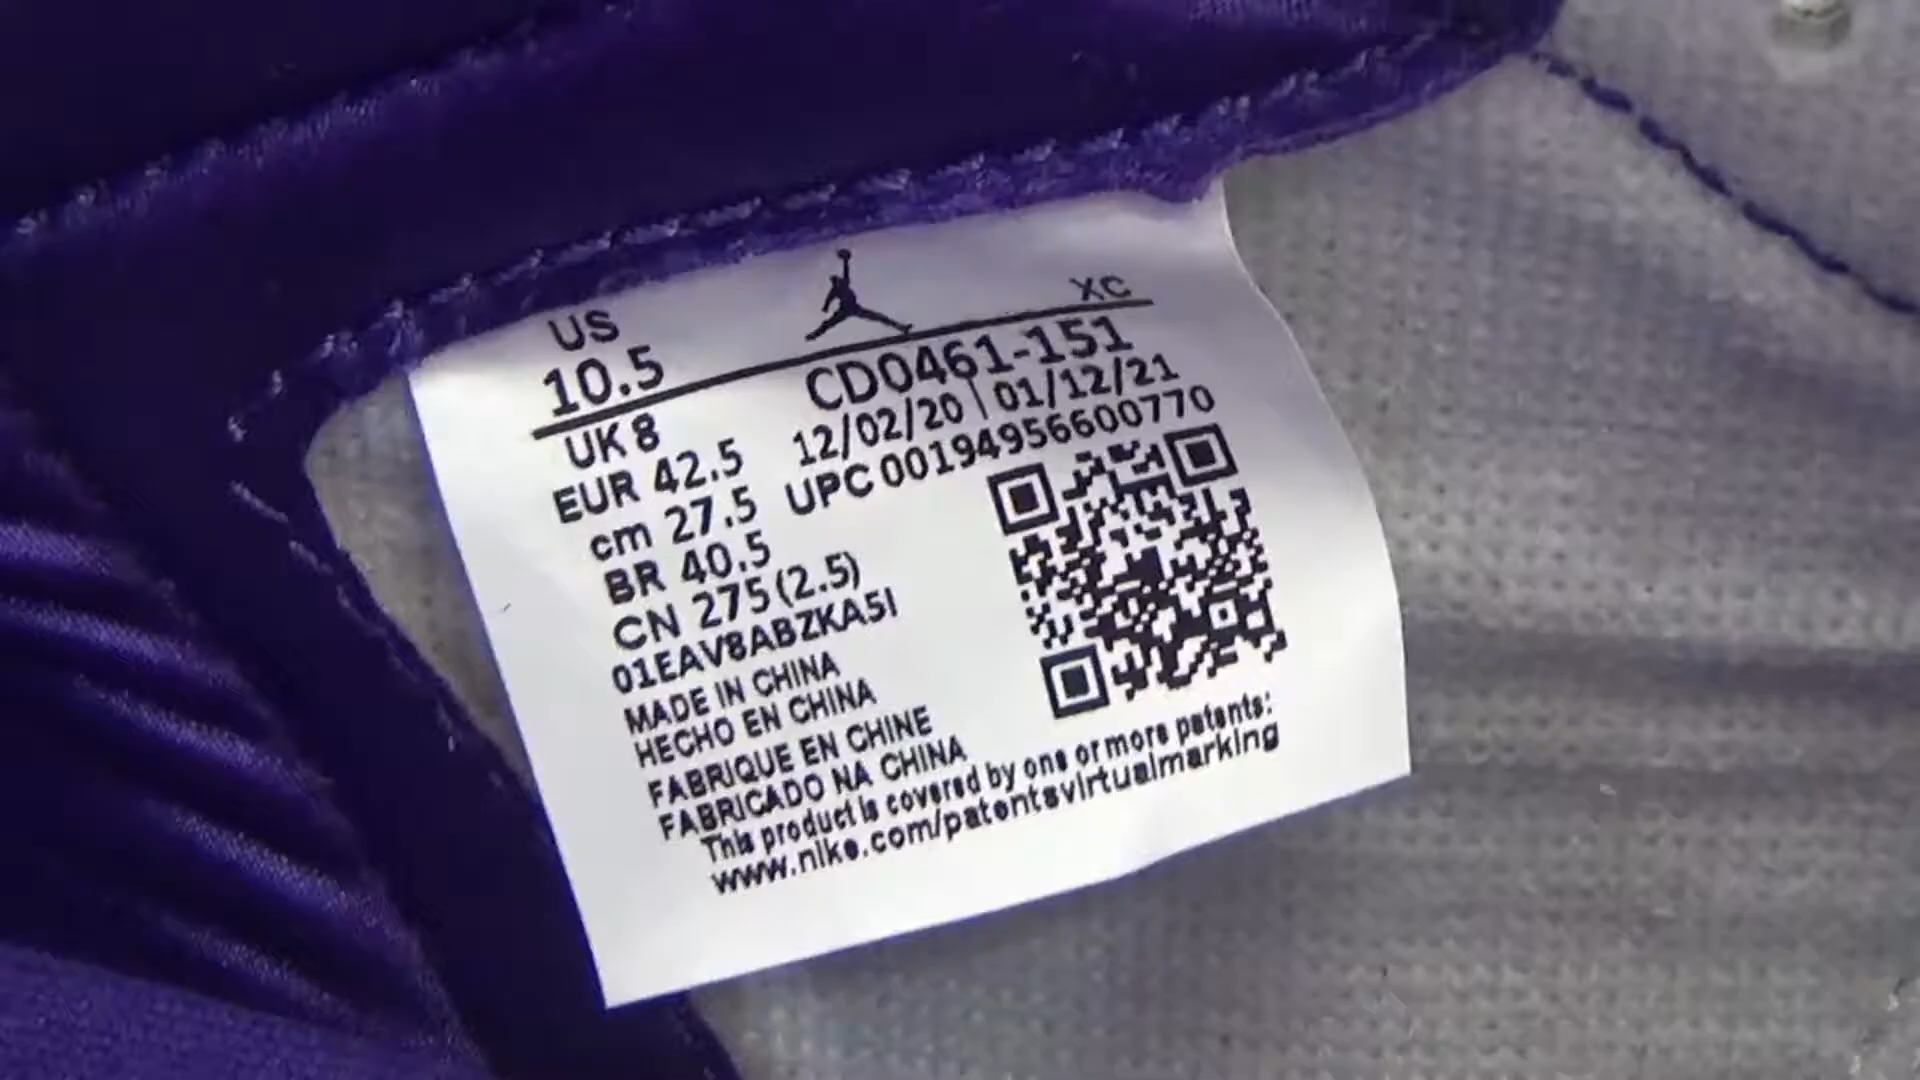 US
XC
10.5
CD0461-151
UK 8
12/02/20 | 01/12/21
EUR 42.5
UPC 00194956600770
cm 27.5
BR 40.5
CN 275 (2.5)
01EAV8ABZKA5I
MADE IN CHINA
HECHO EN CHINA
FABRIQUE EN CHINE
FABRICADO NA CHINA
This product is covered by one or more patents:
www.nike.com/patentsvirtualmarking